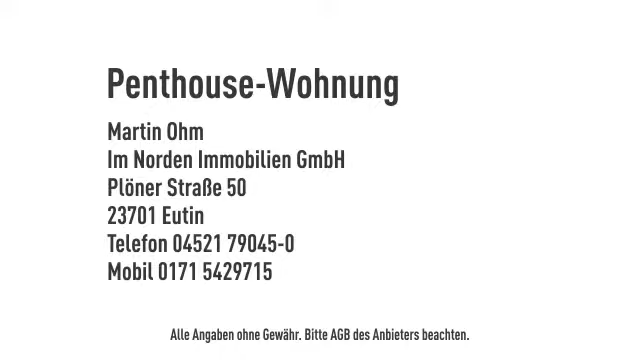 Penthouse-Wohnung
Martin Ohm
Im Norden Immobilien GmbH
Plöner Straße 50
23701 Eutin
Telefon 04521 79045-0
Mobil 0171 5429715
Alle Angaben ohne Gewähr. Bitte AGB des Anbieters beachten.